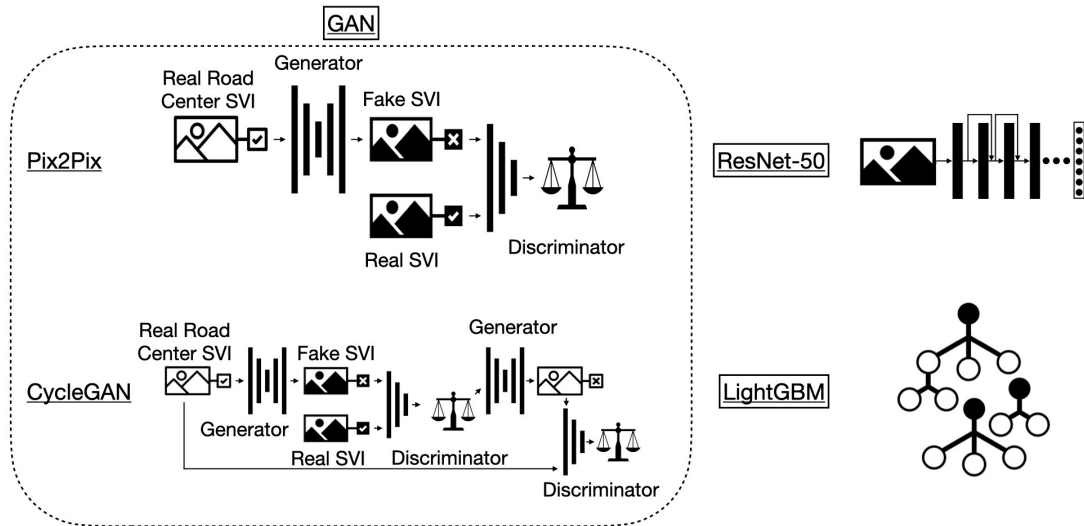 GAN
Generator
Real Road
Center SVI
Fake SVI
Pix2Pix
Real SVI
Discriminator
ResNet-50
Generator
Real Road
Center SVI
Fake SVI
CycleGAN
Generator
Real SVI
Discriminator
Discriminator
LightGBM